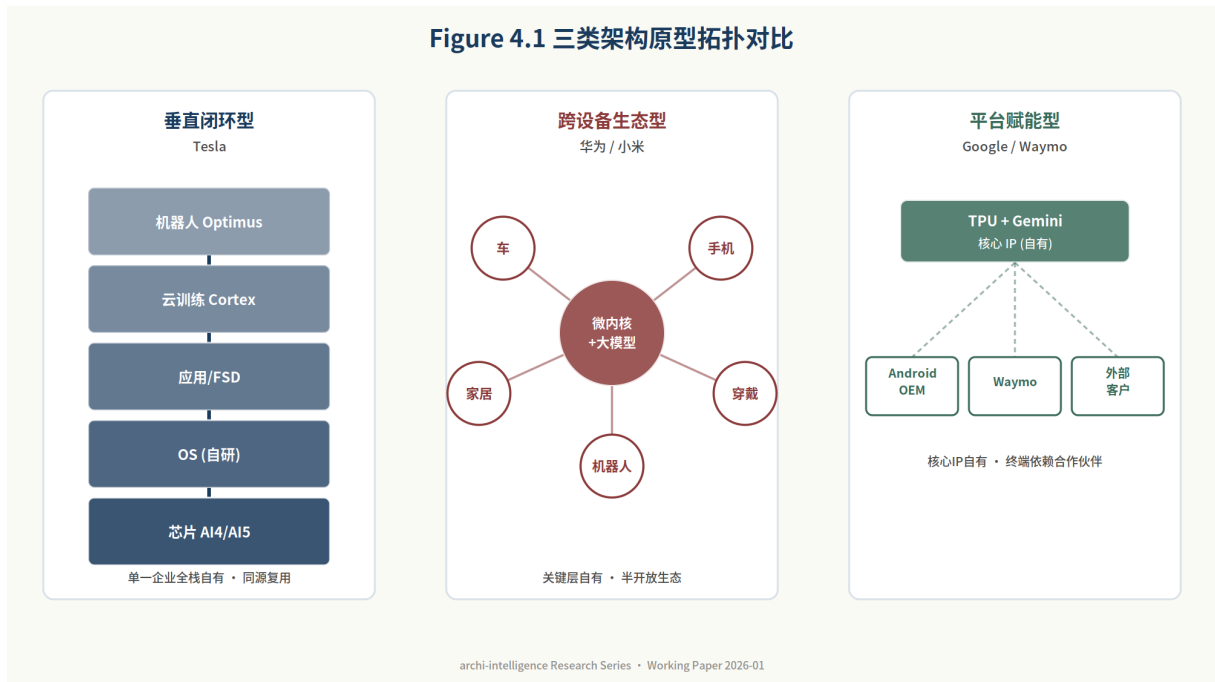 Figure 4.1 三类架构原型拓扑对比
垂直闭环型
Tesla
机器人 Optimus
云训练 Cortex
应用/FSD
OS (自研)
芯片 AI4/AI5
单一企业全栈自有 • 同源复用
跨设备生态型
华为 / 小米
车
手机
微内核
+大模型
家居
穿戴
机器人
关键层自有 • 半开放生态
平台赋能型
Google / Waymo
TPU + Gemini
核心 IP (自有)
Android
OEM
Waymo
外部
客户
核心IP自有 • 终端依赖合作伙伴
archi-intelligence Research Series • Working Paper 2026-01